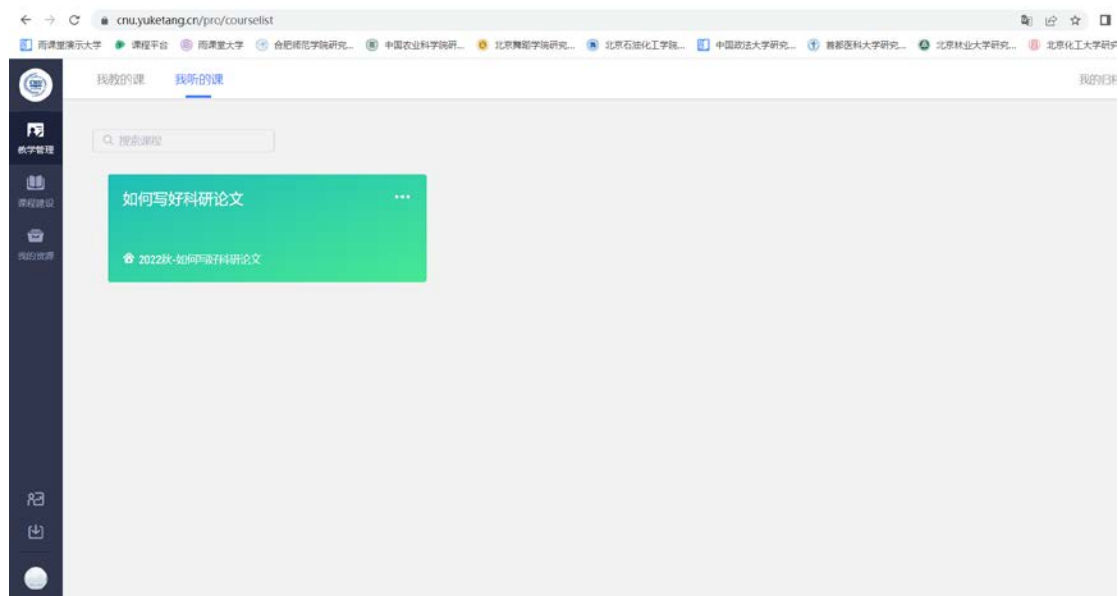 cnu.yuketang.cn/pro/courselist
雨课堂演示大学 课程平台 雨课堂大学 合肥师范学院研究... 中国农业科学院研... 北京舞蹈学院研究... 北京石油化工学院... 中国政法大学研究... 首都医科大学研究... 北京林业大学研究... 北京化工大学研究
我教的课 我听的课 我的归档
教学管理
搜索课程
课程建设
如何写好科研论文
我的资源
2022秋-如何写好科研论文